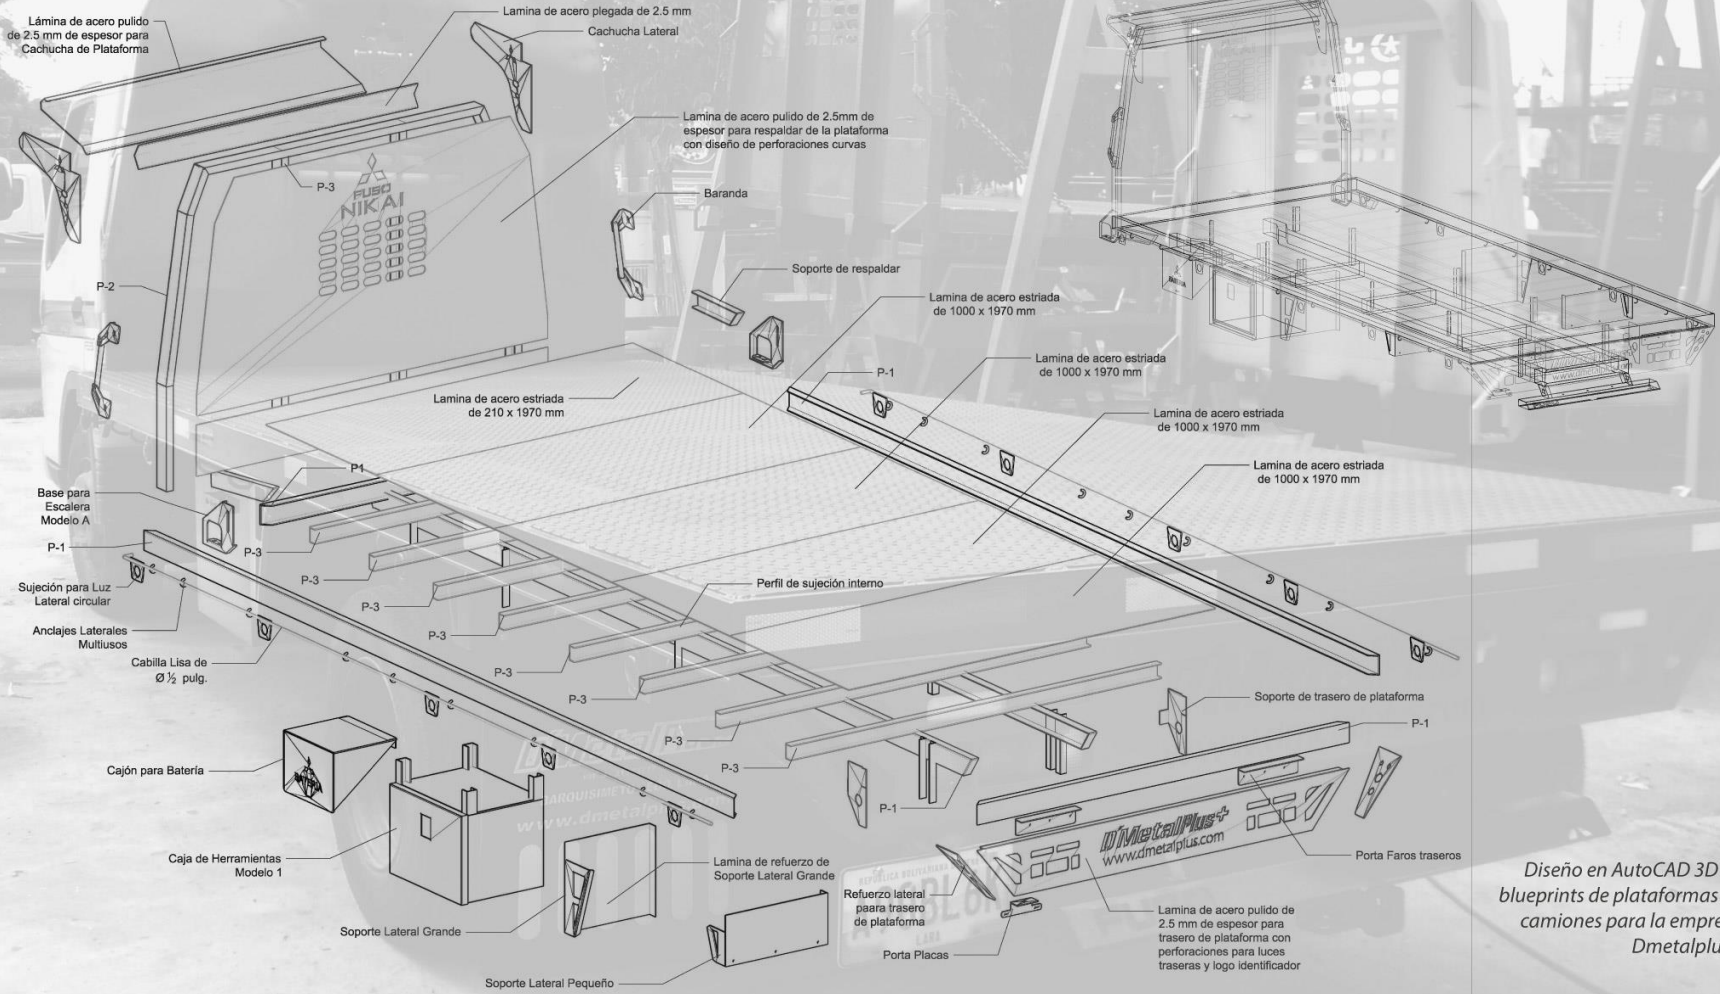 Lámina de acero pulido
de 2.5 mm de espesor para
Cachucha de Plataforma
Lamina de acero plegada de 2.5 mm
Cachucha Lateral
Lamina de acero pulido de 2.5mm de
espesor para respaldar de la plataforma
con diseño de perforaciones curvas
P-3
FUSO
NIKAI
Baranda
P-2
Soporte de respaldar
Lamina de acero estriada
de 1000 x 1970 mm
Lamina de acero estriada
de 1000 x 1970 mm
P-1
Lamina de acero estriada
de 210 x 1970 mm
Lamina de acero estriada
de 1000 x 1970 mm
Lamina de acero estriada
de 1000 x 1970 mm
P1
Base para
Escalera
Modelo A
P-1
P-3
P-3
P-3
P-3
P-3
P-3
P-3
P-3
Perfil de sujeción interno
Sujeción para Luz
Lateral circular
Anclajes Laterales
Multiusos
Cabilla Lisa de
Ø ½ pulg.
Soporte de trasero de plataforma
P-1
Cajón para Batería
P-1
Caja de Herramientas
Modelo 1
Lamina de refuerzo de
Soporte Lateral Grande
Soporte Lateral Grande
Soporte Lateral Pequeño
D'MetalPlus+
www.dmetalplus.com
Porta Faros traseros
Refuerzo lateral
paara trasero
de plataforma
Porta Placas
Lamina de acero pulido de
2.5 mm de espesor para
trasero de plataforma con
perforaciones para luces
traseras y logo identificador
www.dmetalplus
LARA
Diseño en AutoCAD 3D
blueprints de plataformas
camiones para la empre
Dmetalplu